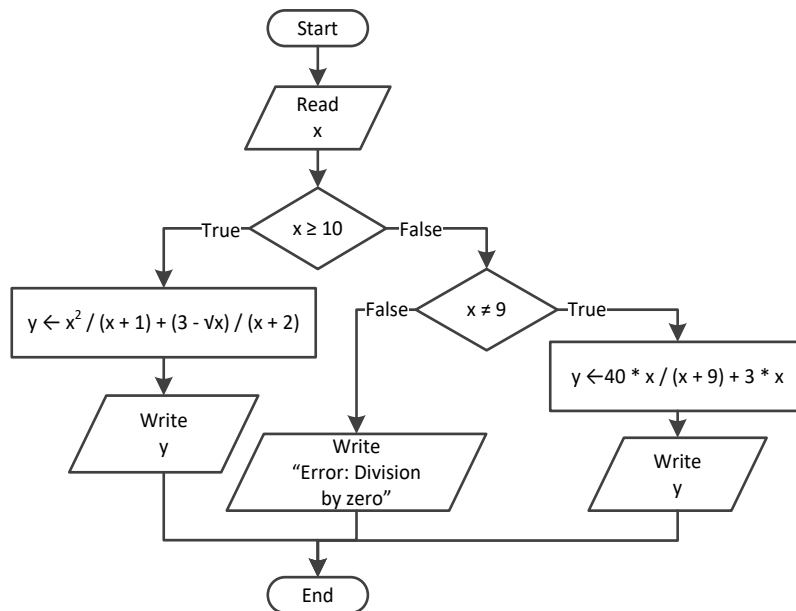 Start
Read
x
x ≥ 10
True
False
y ← x² / (x + 1) + (3 - √x) / (x + 2)
x ≠ 9
False
True
y ←40 * x / (x + 9) + 3 * x
Write
y
Write
“Error: Division
by zero”
Write
y
End